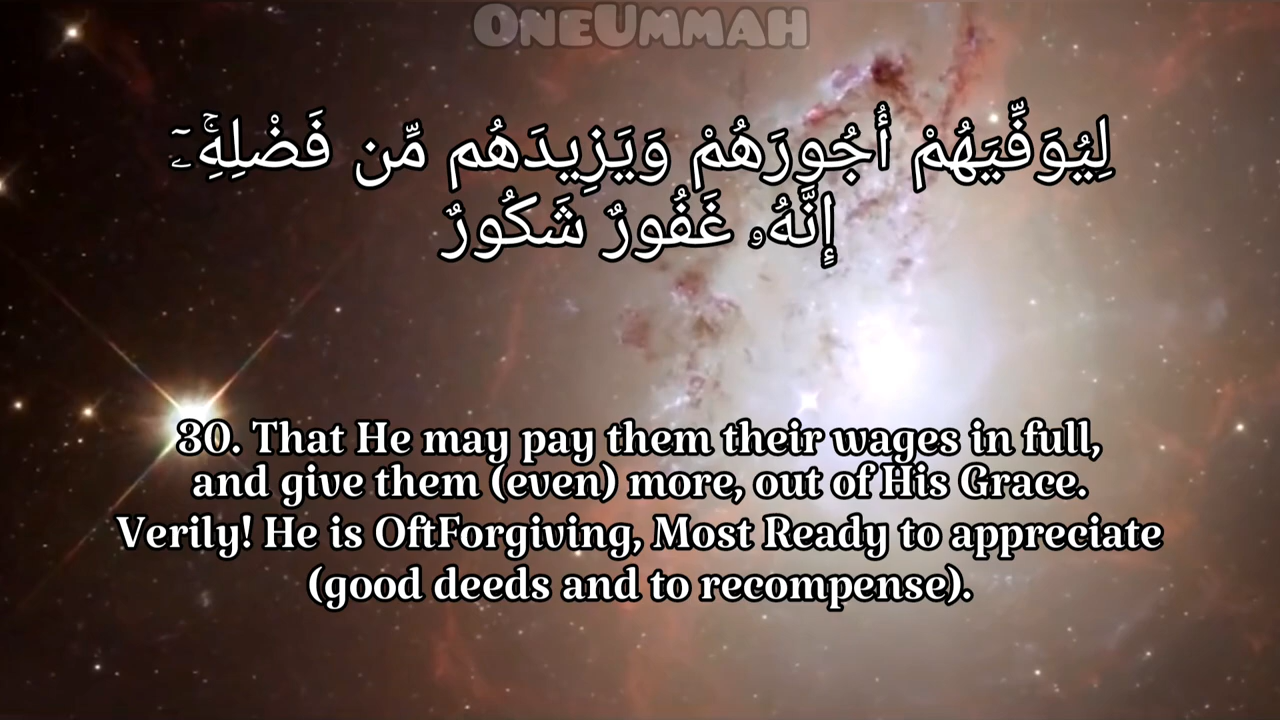 OneUmmah
لِيُوَفِّيَهُمْ أُجُورَهُمْ وَيَزِيدَهُم مِّن فَضْلِهِۦٓۚ
إِنَّهُۥ غَفُورٌ شَكُورٌ
30. That He may pay them their wages in full,
and give them (even) more, out of His Grace.
Verily! He is OftForgiving, Most Ready to appreciate
(good deeds and to recompense).